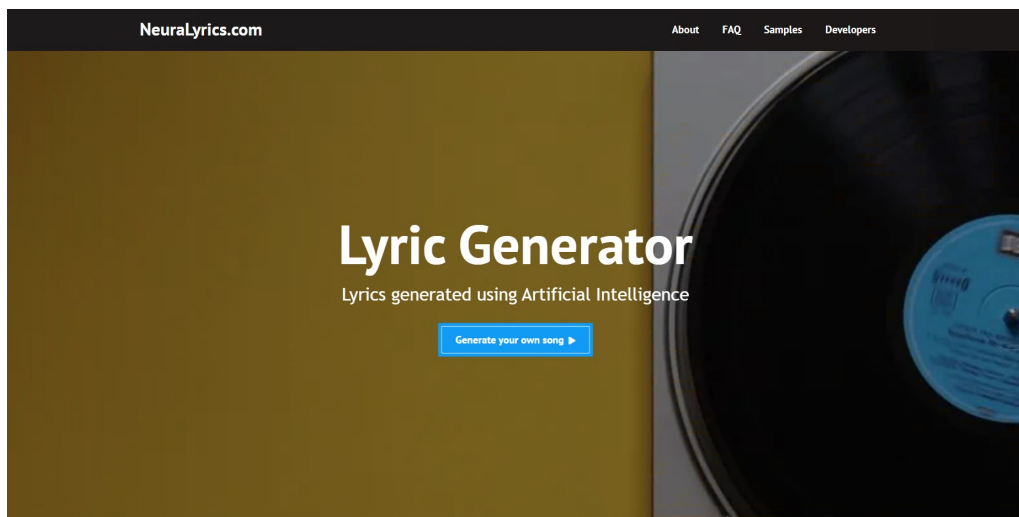 NeuraLyrics.com
About FAQ Samples Developers
Lyric Generator
Lyrics generated using Artificial Intelligence
Generate your own song